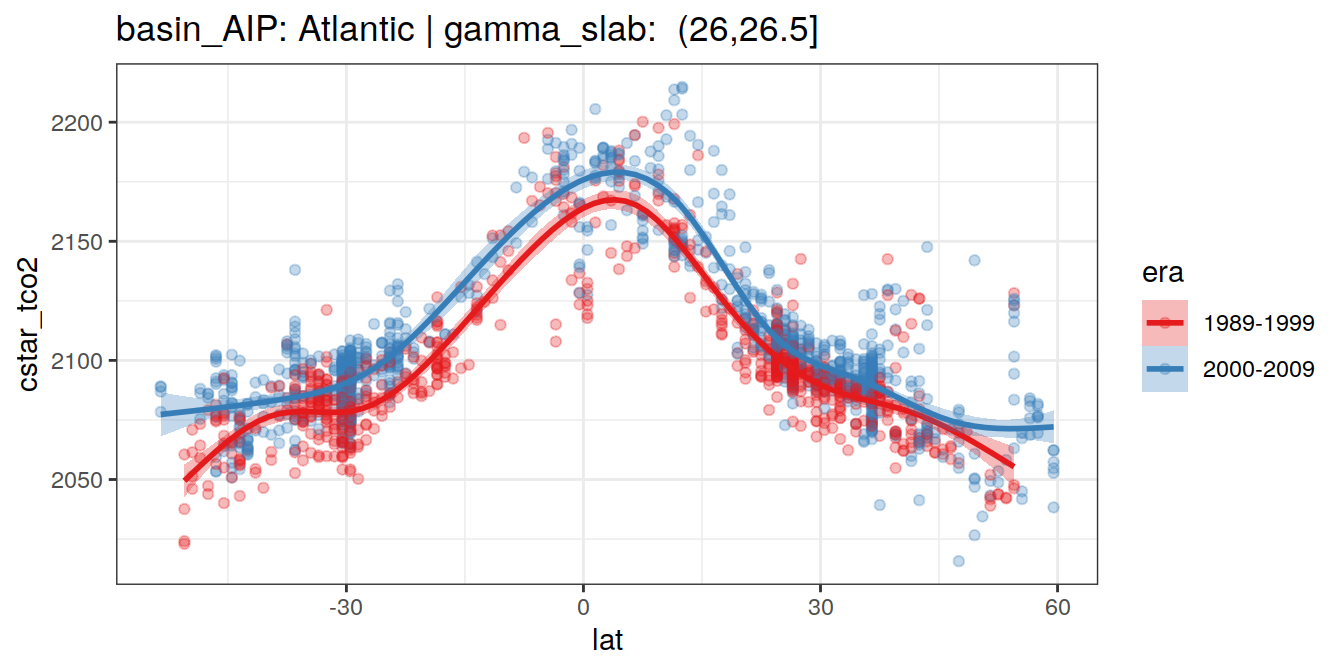 basin_AIP: Atlantic | gamma_slab:  (26,26.5]
2200
2150
2100
2050
cstar_tco2
-30
0
30
60
lat
era
1989-1999
2000-2009